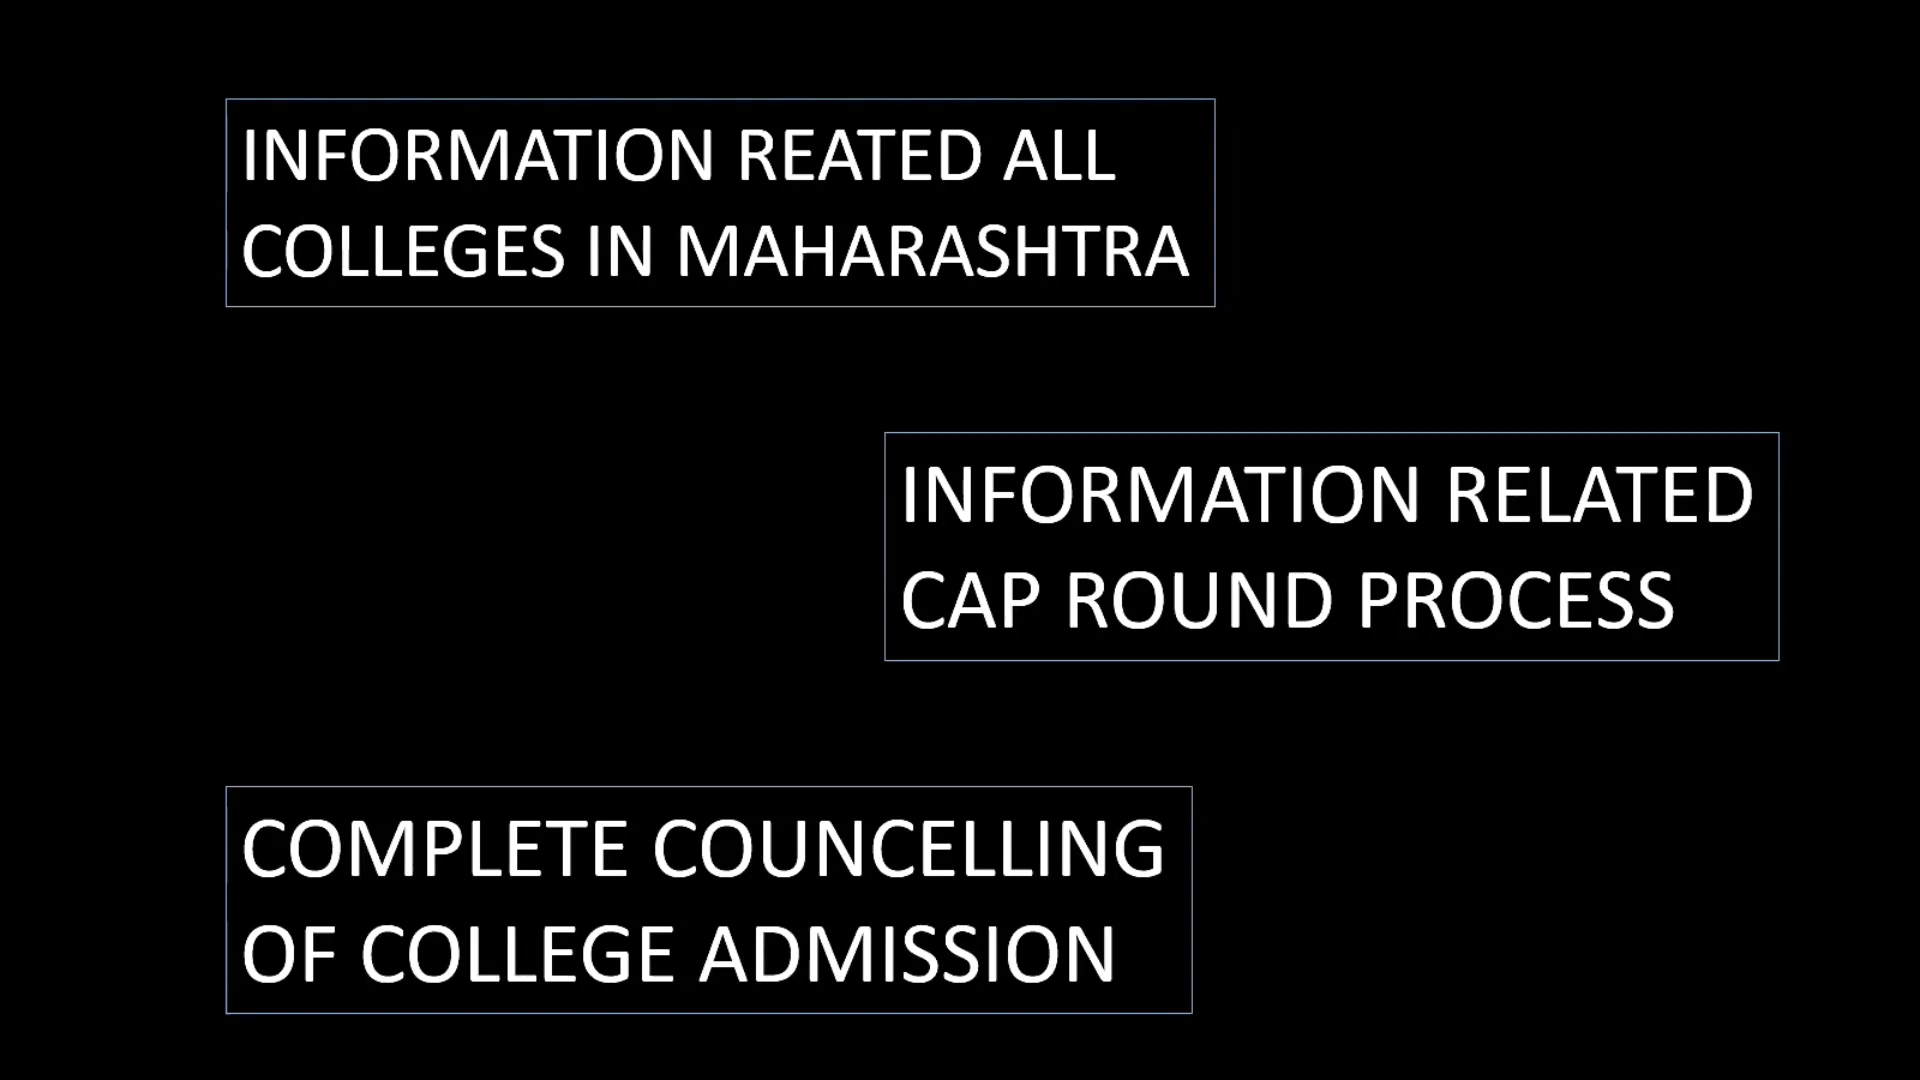 INFORMATION REATED ALL
COLLEGES IN MAHARASHTRA
INFORMATION RELATED
CAP ROUND PROCESS
COMPLETE COUNCELLING
OF COLLEGE ADMISSION